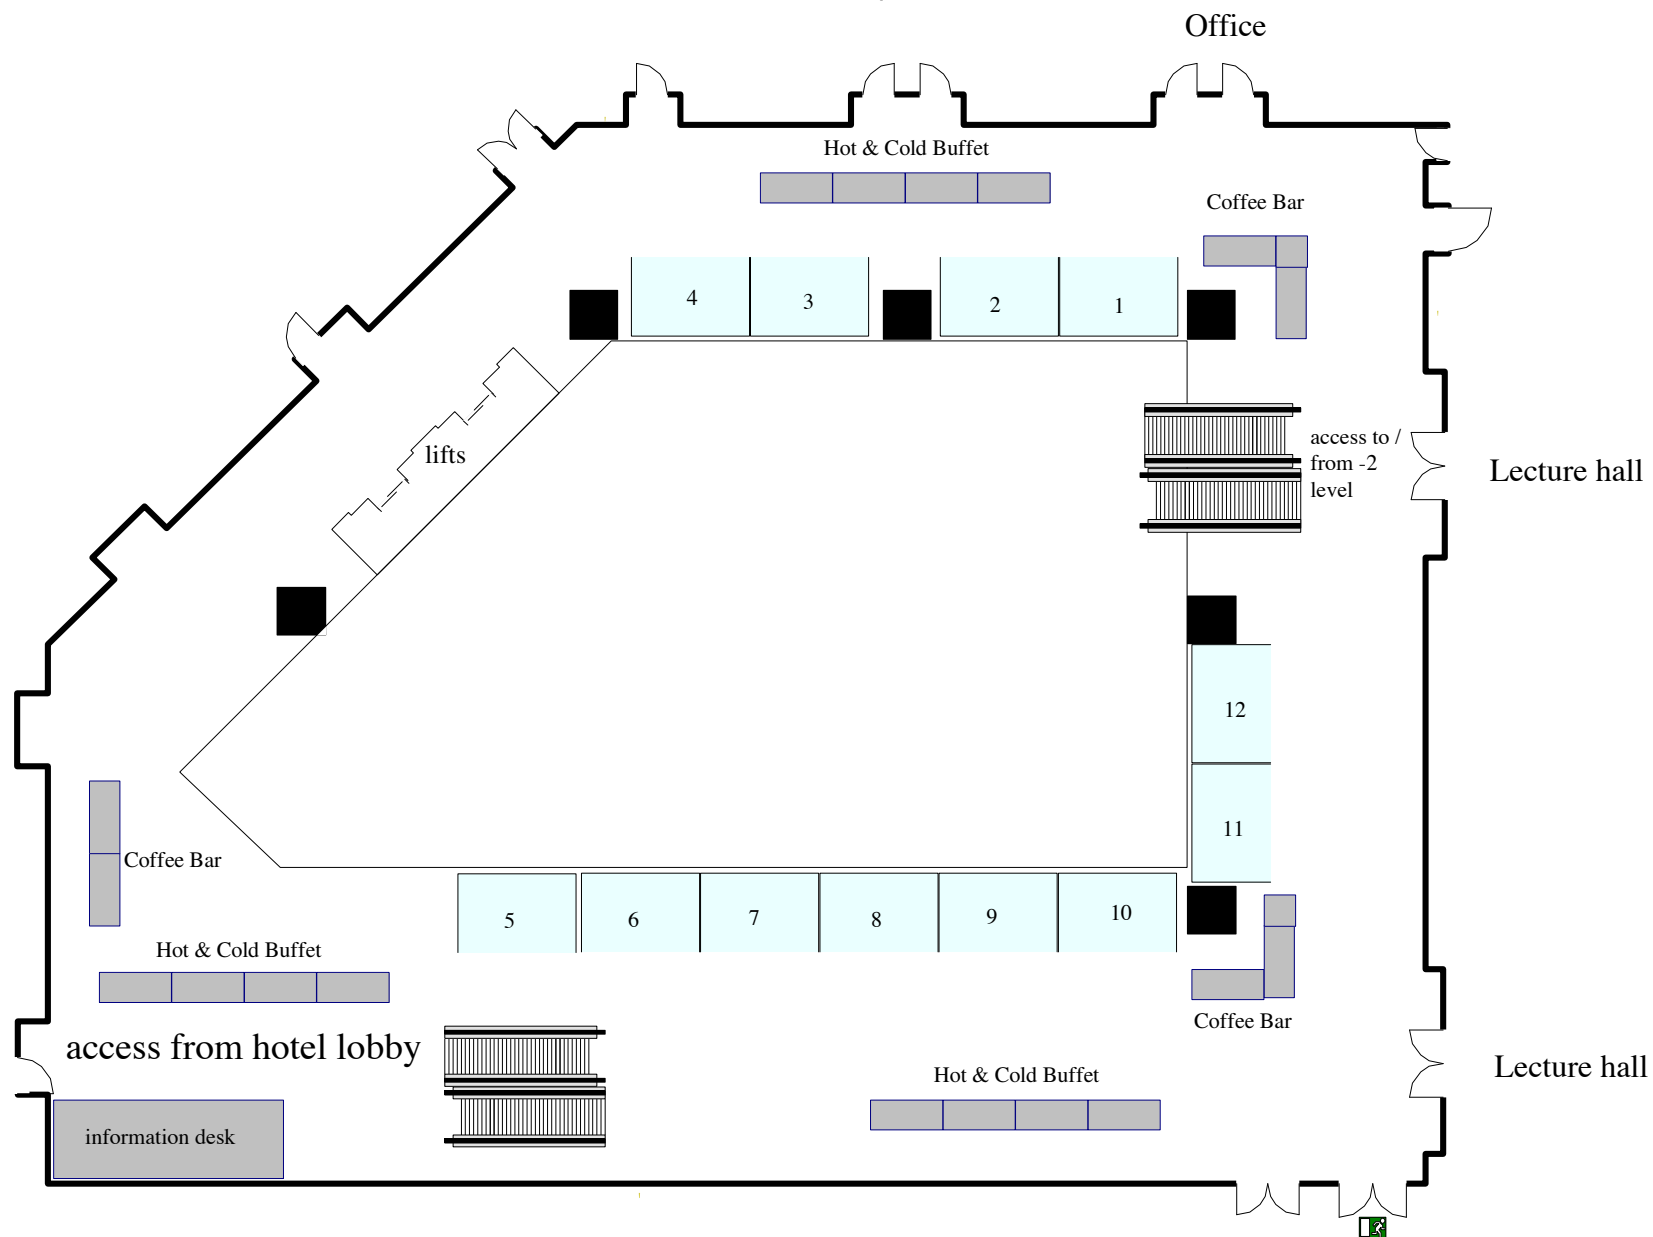 Office
Hot & Cold Buffet
Coffee Bar
4
3
2
1
lifts
access to /
from -2
level
Lecture hall
12
11
Coffee Bar
5
6
7
8
9
10
Hot & Cold Buffet
Coffee Bar
access from hotel lobby
Hot & Cold Buffet
Lecture hall
information desk